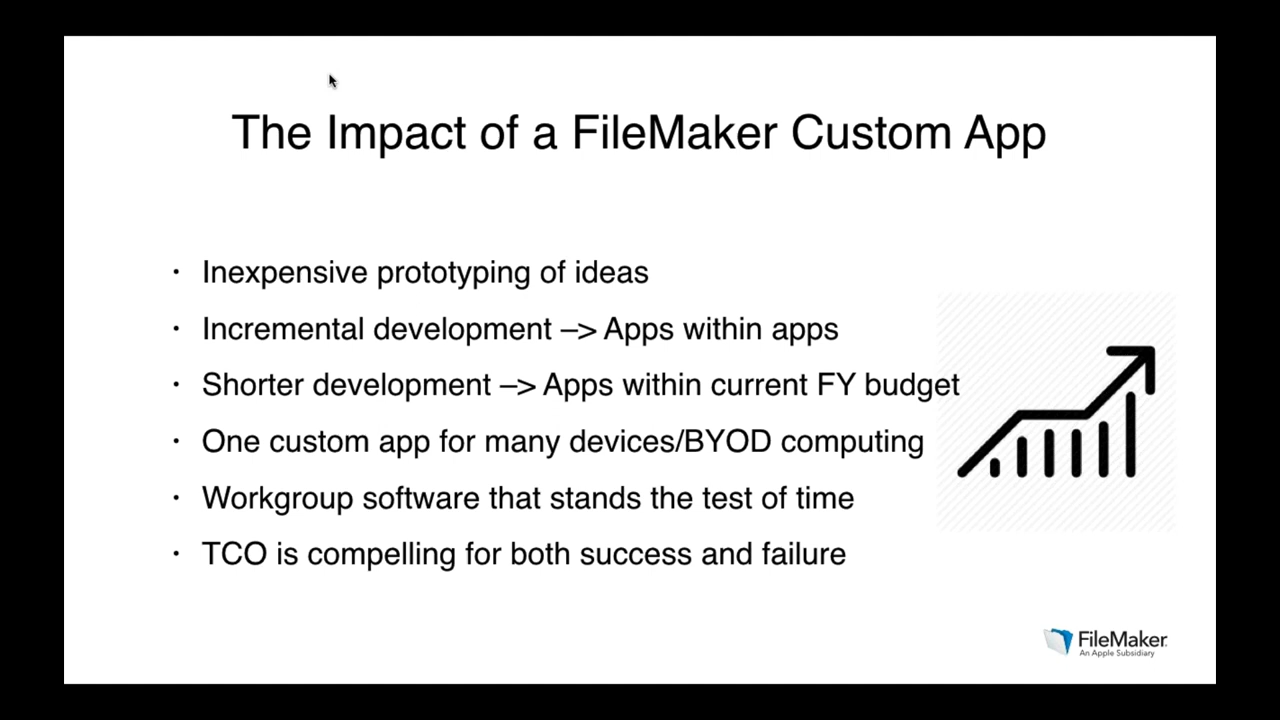 The Impact of a FileMaker Custom App
• Inexpensive prototyping of ideas
• Incremental development –> Apps within apps
• Shorter development –> Apps within current FY budget
• One custom app for many devices/BYOD computing
• Workgroup software that stands the test of time
• TCO is compelling for both success and failure
FileMaker
An Apple Subsidiary